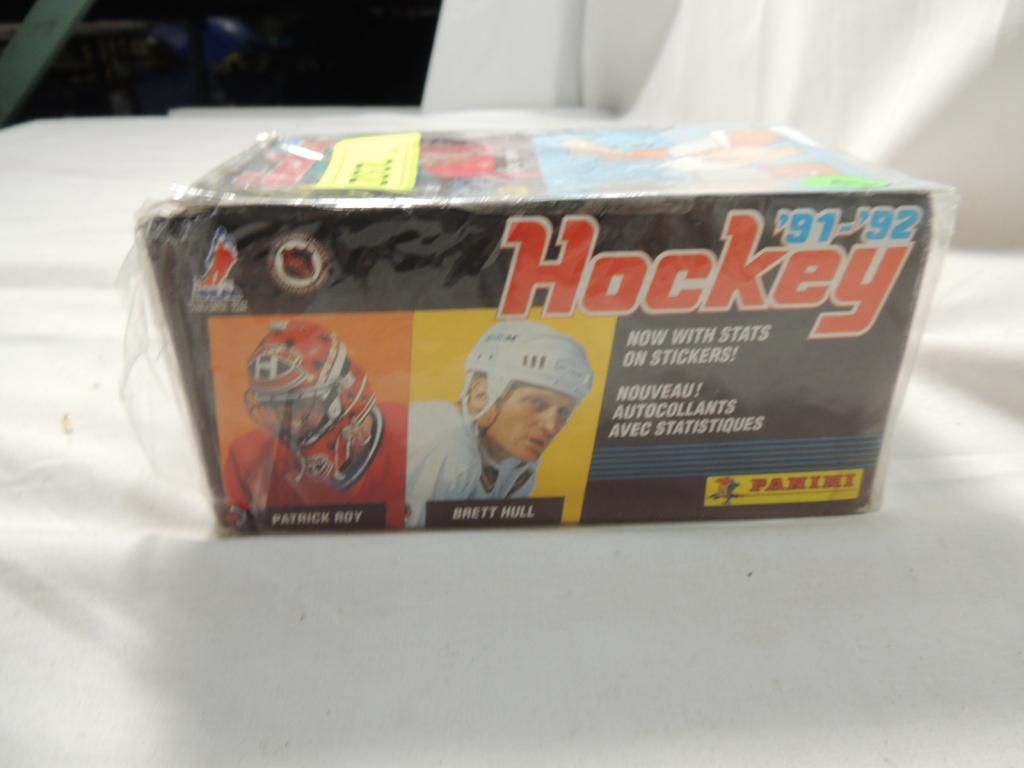 '91-'92
Hockey
NOW WITH STATS
ON STICKERS!
NOUVEAU!
AUTOCOLLANTS
AVEC STATISTIQUES
PANINI
PATRICK ROY
BRETT HULL